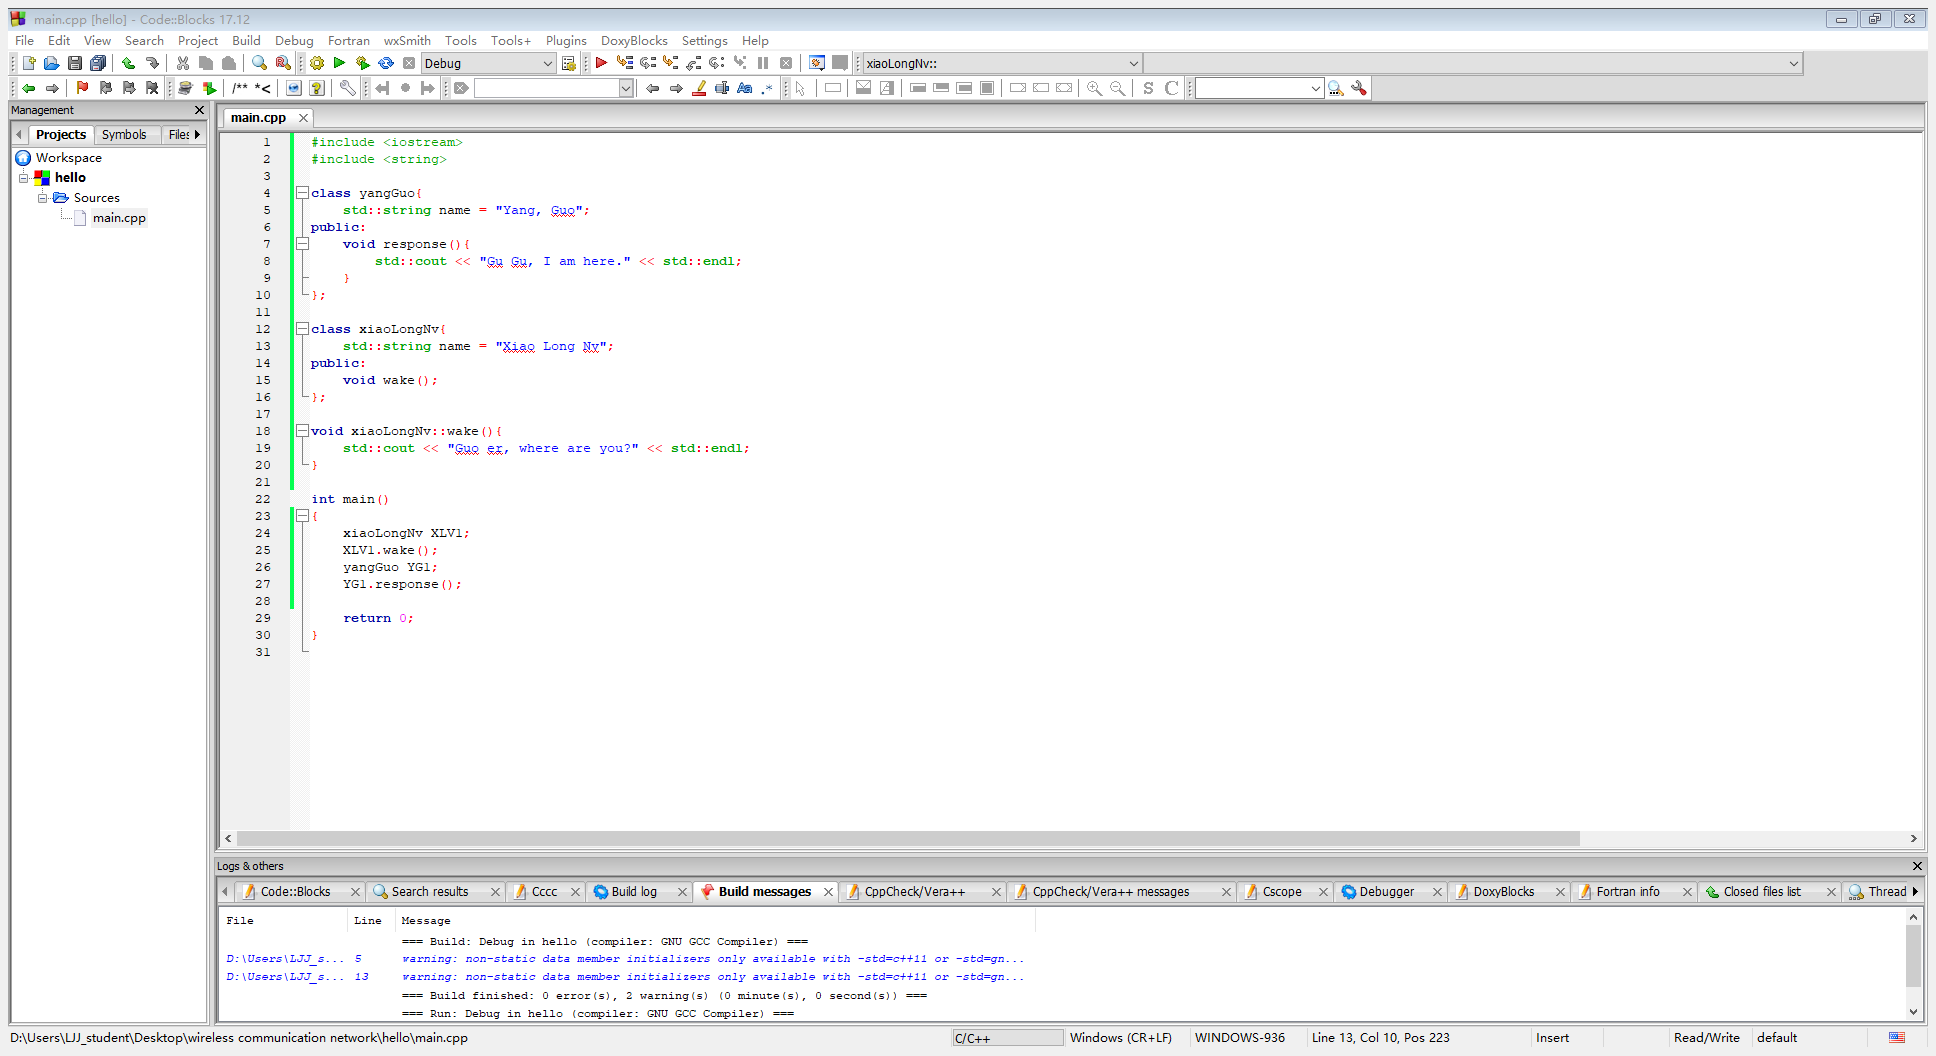 main.cpp [hello] - Code::Blocks 17.12
File Edit View Search Project Build Debug Fortran wxSmith Tools Tools+ Plugins DoxyBlocks Settings Help
Debug xiaoLongNv::
/** *<
Aa .* S C
Management
Projects Symbols Files
Workspace
hello
Sources
main.cpp
main.cpp
1 #include <iostream>
2 #include <string>
3
4 class yangGuo{
5 std::string name = "Yang, Guo";
6 public:
7 void response(){
8 std::cout << "Gu Gu, I am here." << std::endl;
9 }
10 };
11
12 class xiaoLongNv{
13 std::string name = "Xiao Long Nv";
14 public:
15 void wake();
16 };
17
18 void xiaoLongNv::wake(){
19 std::cout << "Guo er, where are you?" << std::endl;
20 }
21
22 int main()
23 {
24 xiaoLongNv XLV1;
25 XLV1.wake();
26 yangGuo YG1;
27 YG1.response();
28
29 return 0;
30 }
31
Logs & others
Code::Blocks Search results Cccc Build log Build messages CppCheck/Vera++ CppCheck/Vera++ messages Cscope Debugger DoxyBlocks Fortran info Closed files list Thread
File Line Message
=== Build: Debug in hello (compiler: GNU GCC Compiler) ===
D:\Users\LJJ_s... 5 warning: non-static data member initializers only available with -std=c++11 or -std=gn...
D:\Users\LJJ_s... 13 warning: non-static data member initializers only available with -std=c++11 or -std=gn...
=== Build finished: 0 error(s), 2 warning(s) (0 minute(s), 0 second(s)) ===
=== Run: Debug in hello (compiler: GNU GCC Compiler) ===
D:\Users\LJJ_student\Desktop\wireless communication network\hello\main.cpp C/C++ Windows (CR+LF) WINDOWS-936 Line 13, Col 10, Pos 223 Insert Read/Write default